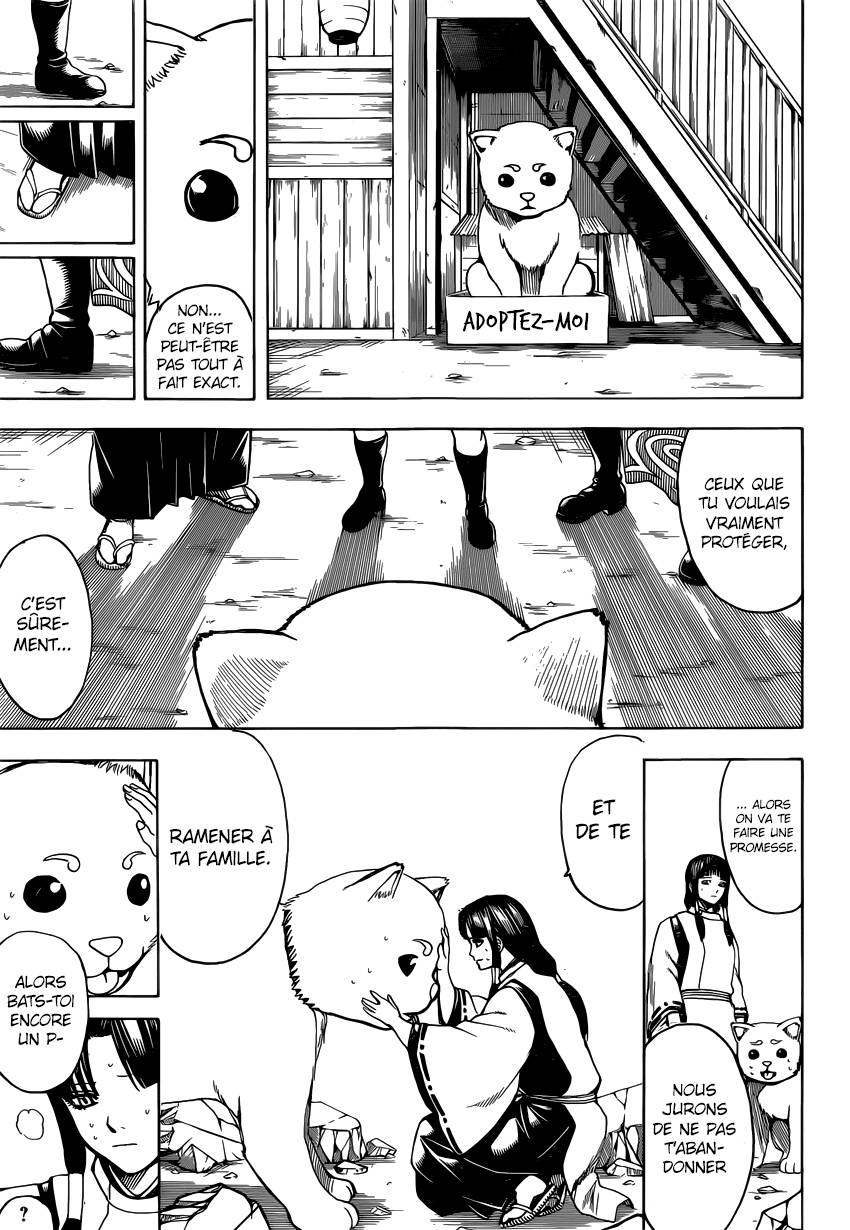 ADOPTEZ-MOI
NON...
CE N'EST
PEUT-ÊTRE
PAS TOUT À
FAIT EXACT.
CEUX QUE
TU VOULAIS
VRAIMENT
PROTÉGER,
C'EST
SÛRE-
MENT...
... ALORS
ON VA TE
FAIRE UNE
PROMESSE.
NOUS
JURONS
DE NE PAS
T'ABAN-
DONNER
ET
DE TE
RAMENER À
TA FAMILLE.
ALORS
BATS-TOI
ENCORE
UN P-
?